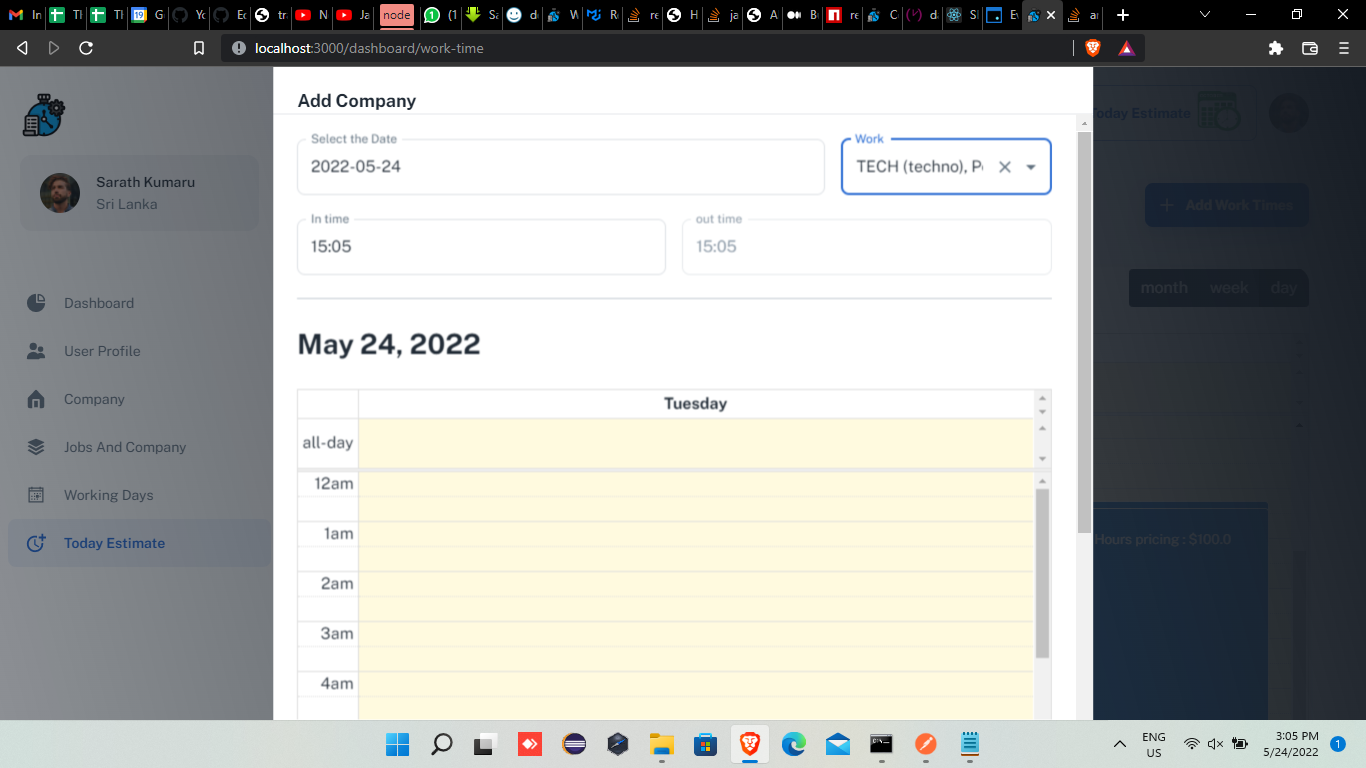 node
(1
localhost:3000/dashboard/work-time
Add Company
Today Estimate
Select the Date
2022-05-24
Work
TECH (techno), P
Sarath Kumaru
Sri Lanka
Add Work Times
In time
15:05
out time
15:05
month week day
Dashboard
User Profile
Company
Jobs And Company
Working Days
Today Estimate
May 24, 2022
Tuesday
all-day
12am
1am
2am
3am
4am
Hours pricing : $100.0
ENG
US
3:05 PM
5/24/2022
1